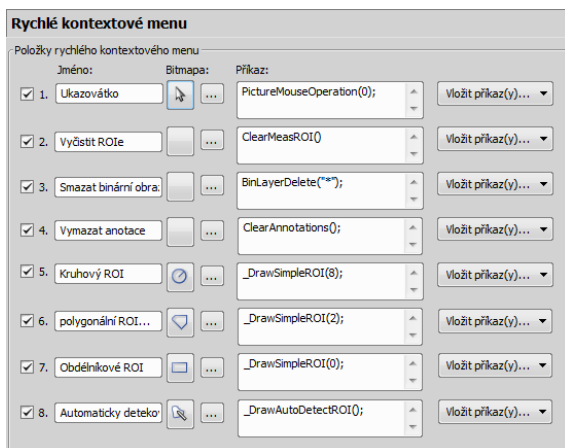 Rychlé kontextové menu
Položky rychlého kontextového menu
Jméno: Bitmapa: Příkaz:
1. Ukazovátko ... PictureMouseOperation(0); Vložit příkaz(y)...
2. Vyčistit ROIe ... ClearMeasROI() Vložit příkaz(y)...
3. Smazat binární obra: ... BinLayerDelete("*"); Vložit příkaz(y)...
4. Vymazat anotace ... ClearAnnotations(); Vložit příkaz(y)...
5. Kruhový ROI ... _DrawSimpleROI(8); Vložit příkaz(y)...
6. polygonální ROI... ... _DrawSimpleROI(2); Vložit příkaz(y)...
7. Obdélníkové ROI ... _DrawSimpleROI(0); Vložit příkaz(y)...
8. Automaticky deteko ... _DrawAutoDetectROI(); Vložit příkaz(y)...